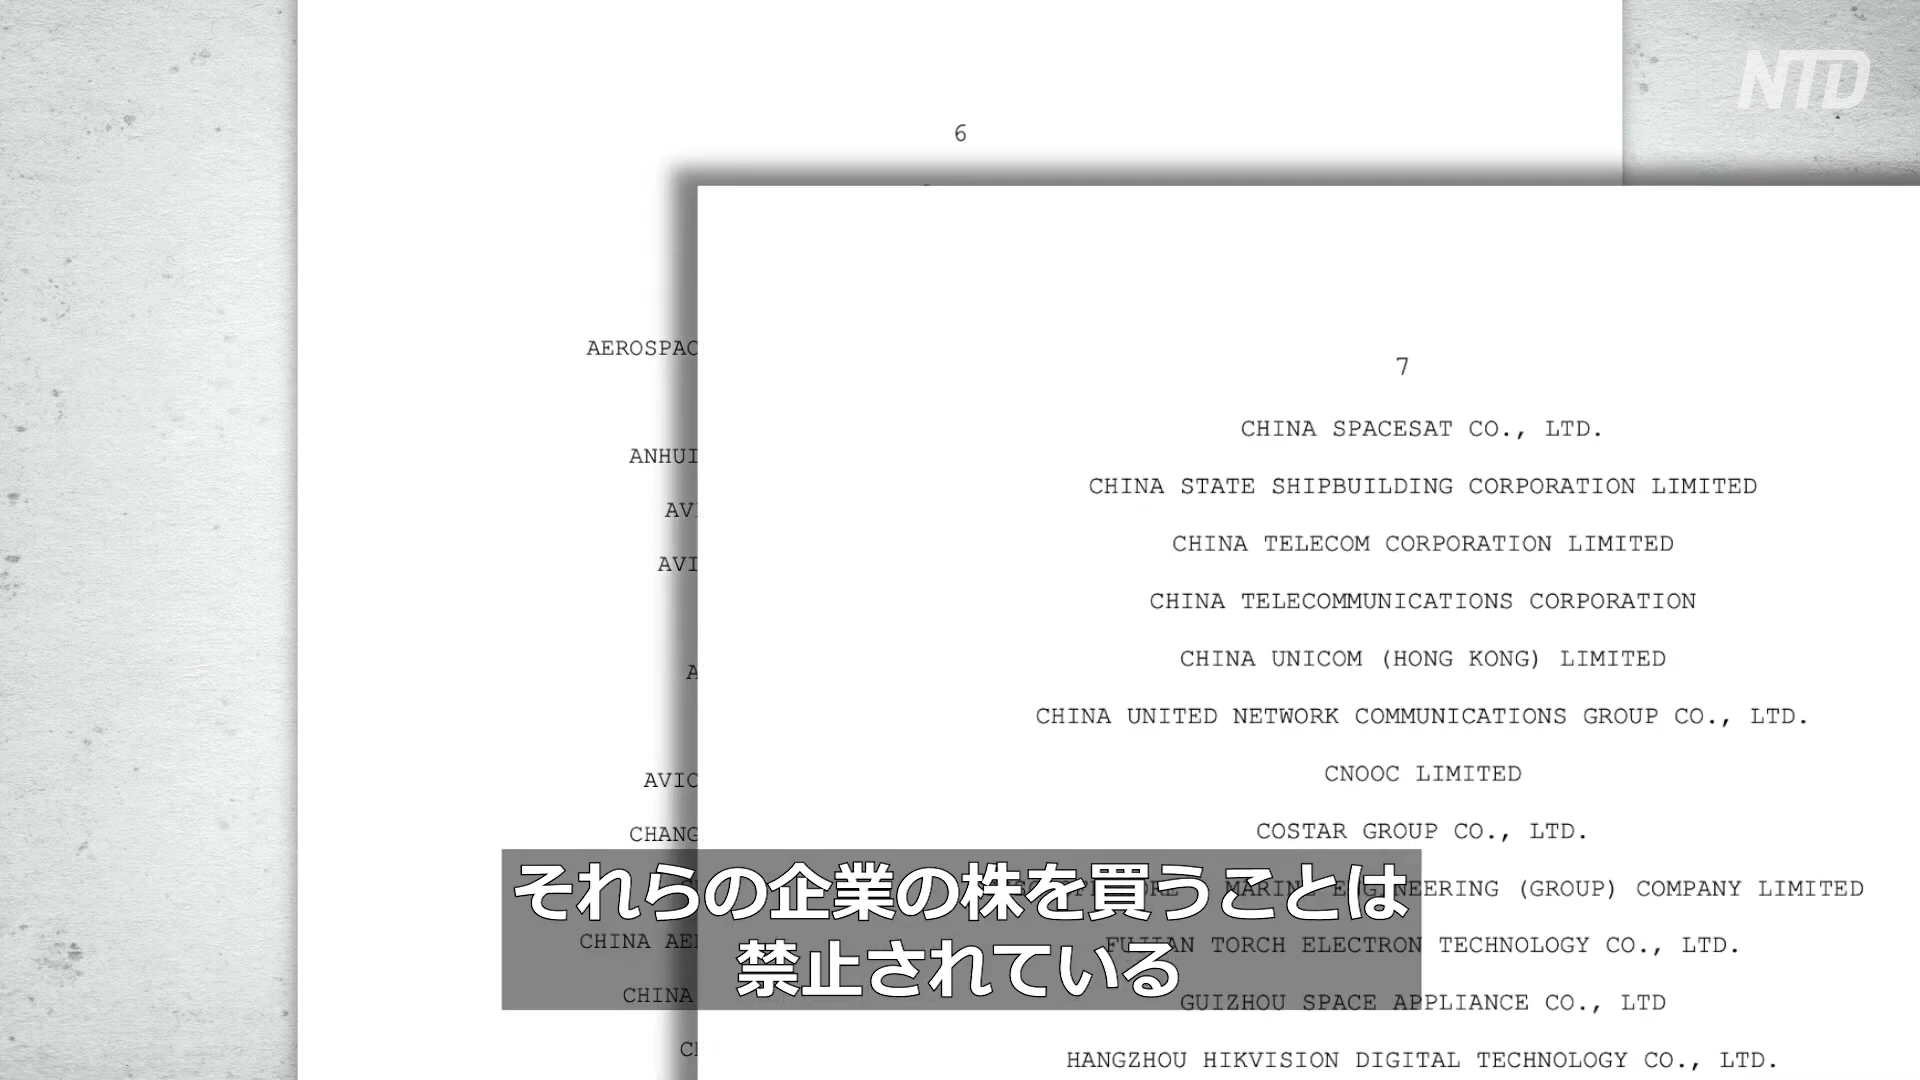 NTD
6
AEROSPAC
ANHUI
AVI
AVI
A
AVIC
CHANG
CHINA AE
CHINA
7
CHINA SPACESAT CO., LTD.
CHINA STATE SHIPBUILDING CORPORATION LIMITED
CHINA TELECOM CORPORATION LIMITED
CHINA TELECOMMUNICATIONS CORPORATION
CHINA UNICOM (HONG KONG) LIMITED
CHINA UNITED NETWORK COMMUNICATIONS GROUP CO., LTD.
CNOOC LIMITED
COSTAR GROUP CO., LTD.
MARINE ENGINEERING (GROUP) COMPANY LIMITED
FUJIAN TORCH ELECTRON TECHNOLOGY CO., LTD.
GUIZHOU SPACE APPLIANCE CO., LTD
HANGZHOU HIKVISION DIGITAL TECHNOLOGY CO., LTD.
それらの企業の株を買うことは
禁止されている